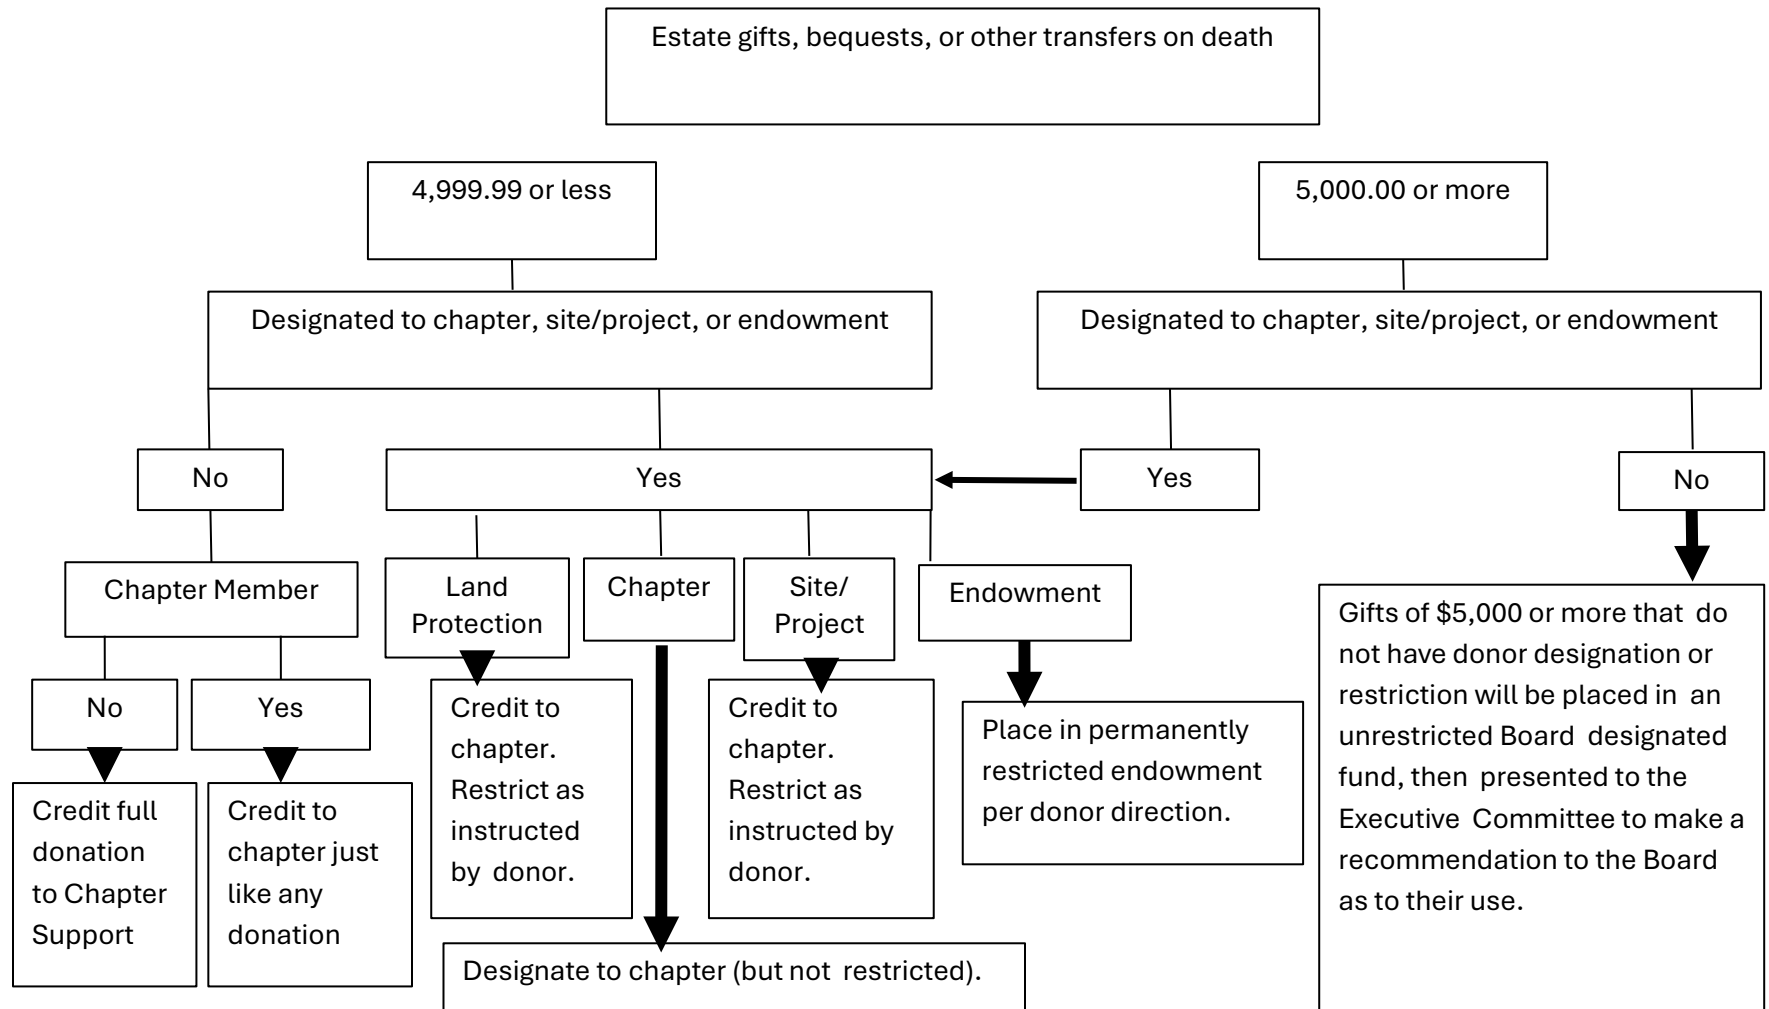 Estate gifts, bequests, or other transfers on death
4,999.99 or less
5,000.00 or more
Designated to chapter, site/project, or endowment
Designated to chapter, site/project, or endowment
No
Yes
Yes
No
Chapter Member
Land
Protection
Chapter
Site/
Project
Endowment
No
Yes
Credit full
donation
to Chapter
Support
Credit to
chapter just
like any
donation
Credit to
chapter.
Restrict as
instructed
by donor.
Designate to chapter (but not restricted).
Credit to
chapter.
Restrict as
instructed by
donor.
Place in permanently
restricted endowment
per donor direction.
Gifts of $5,000 or more that do
not have donor designation or
restriction will be placed in an
unrestricted Board designated
fund, then presented to the
Executive Committee to make a
recommendation to the Board
as to their use.